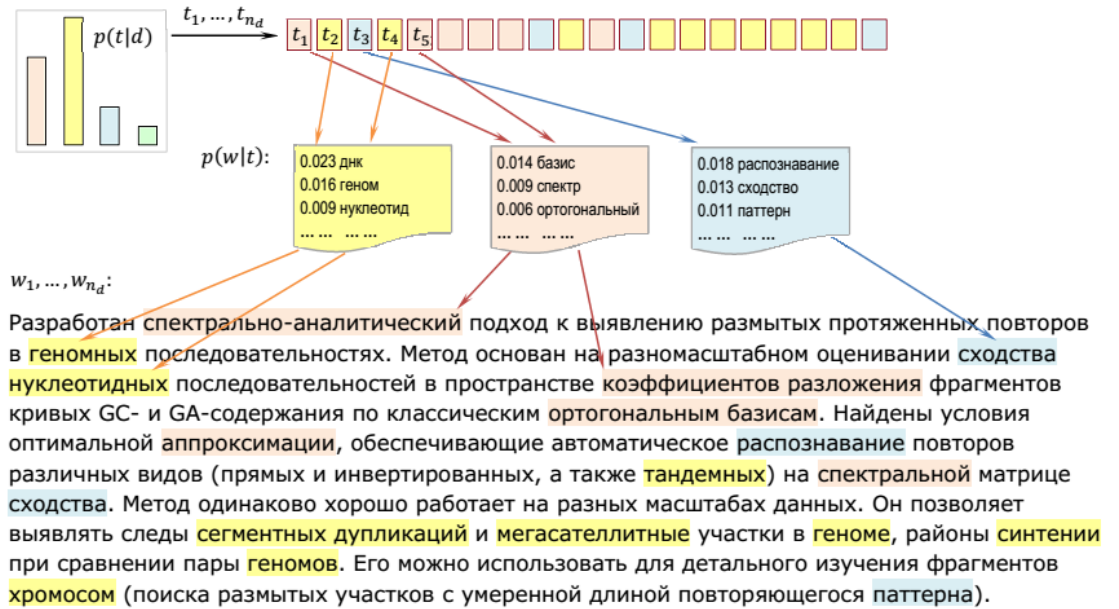 p(t|d)
t₁, …, t_{n_d}
t₁ t₂ t₃ t₄ t₅
p(w|t):
0.023 днк
0.016 геном
0.009 нуклеотид
… … … …
0.014 базис
0.009 спектр
0.006 ортогональный
… … … …
0.018 распознавание
0.013 сходство
0.011 паттерн
… … … …
w₁, …, w_{n_d}:
Разработан спектрально-аналитический подход к выявлению размытых протяженных повторов
в геномных последовательностях. Метод основан на разномасштабном оценивании сходства
нуклеотидных последовательностей в пространстве коэффициентов разложения фрагментов
кривых GC- и GA-содержания по классическим ортогональным базисам. Найдены условия
оптимальной аппроксимации, обеспечивающие автоматическое распознавание повторов
различных видов (прямых и инвертированных, а также тандемных) на спектральной матрице
сходства. Метод одинаково хорошо работает на разных масштабах данных. Он позволяет
выявлять следы сегментных дупликаций и мегасателлитные участки в геноме, районы синтении
при сравнении пары геномов. Его можно использовать для детального изучения фрагментов
хромосом (поиска размытых участков с умеренной длиной повторяющегося паттерна).